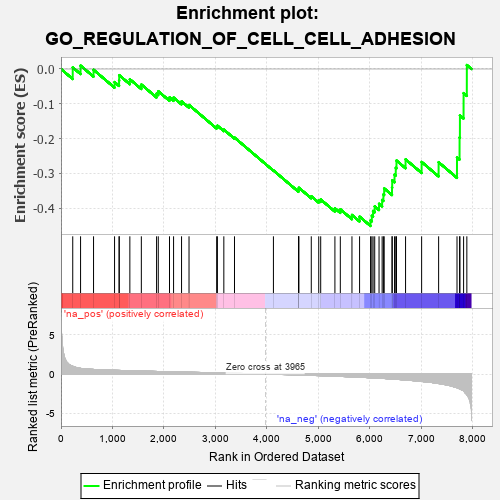 Enrichment plot:
GO_REGULATION_OF_CELL_CELL_ADHESION
Enrichment score (ES)
0.0
-0.1
-0.2
-0.3
-0.4
'na_pos' (positively correlated)
Ranked list metric (PreRanked)
5
0
-5
Zero cross at 3965
'na_neg' (negatively correlated)
0 1,000 2,000 3,000 4,000 5,000 6,000 7,000 8,000
Rank in Ordered Dataset
Enrichment profile Hits Ranking metric scores